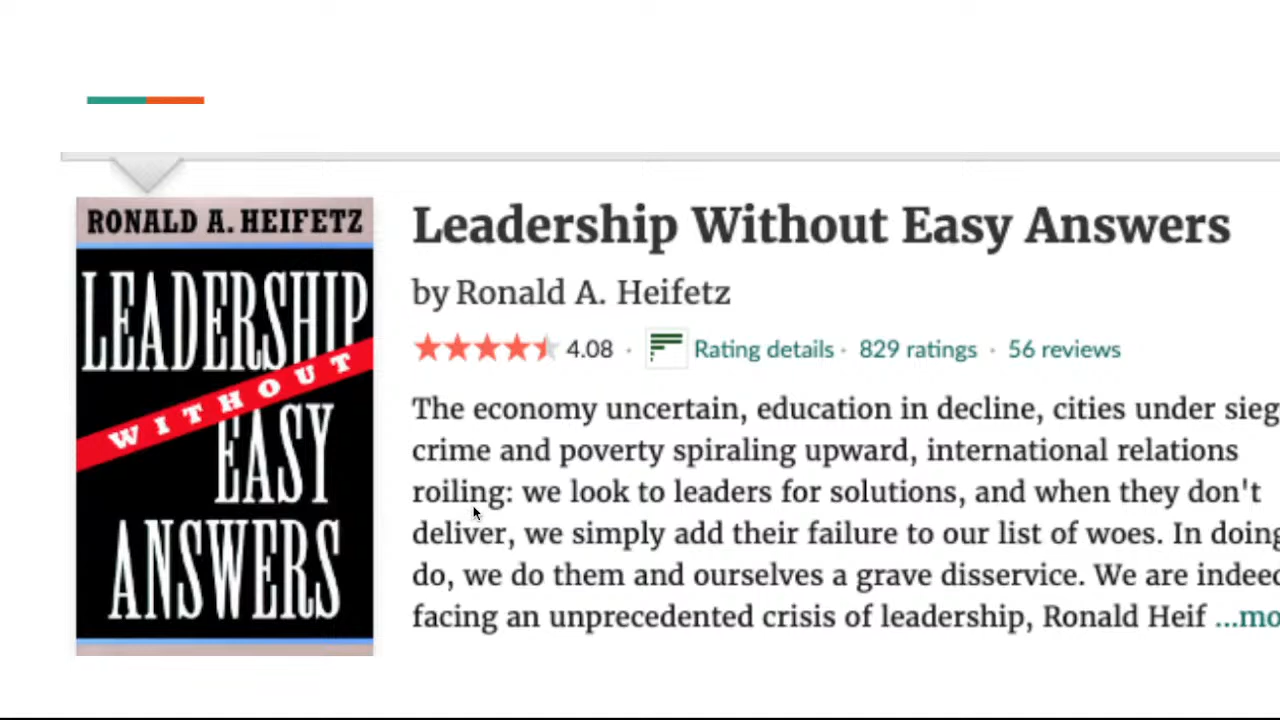 RONALD A. HEIFETZ
LEADERSHIP
WITHOUT
EASY
ANSWERS
Leadership Without Easy Answers
by Ronald A. Heifetz
4.08 · Rating details · 829 ratings · 56 reviews
The economy uncertain, education in decline, cities under sieg
crime and poverty spiraling upward, international relations
roiling: we look to leaders for solutions, and when they don't
deliver, we simply add their failure to our list of woes. In doing
do, we do them and ourselves a grave disservice. We are indeed
facing an unprecedented crisis of leadership, Ronald Heif ...mo